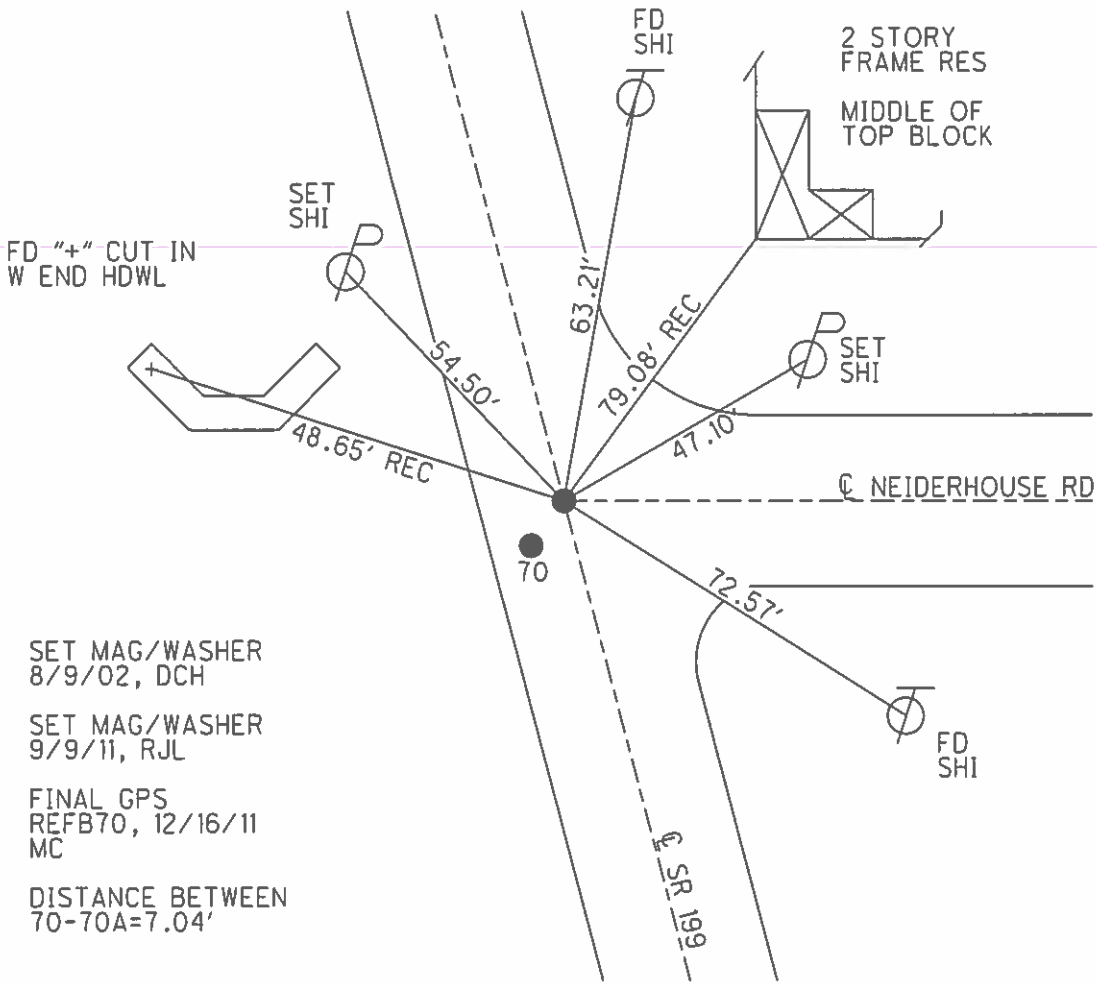 FD
SHI
2 STORY
FRAME RES
MIDDLE OF
TOP BLOCK
SET
SHI
FD "+" CUT IN
W END HDWL
63.21'
54.50'
79.08' REC
SET
SHI
48.65' REC
47.10'
℄ NEIDERHOUSE RD
70
72.57'
SET MAG/WASHER
8/9/02, DCH
SET MAG/WASHER
9/9/11, RJL
FD
SHI
FINAL GPS
REFB70, 12/16/11
MC
℄ SR 199
DISTANCE BETWEEN
70-70A=7.04'